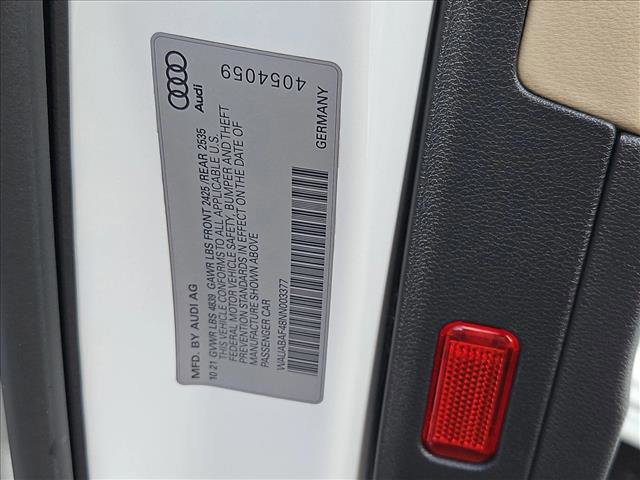 MFD. BY AUDI AG
10 21 GVWR LBS 4839 GAWR LBS FRONT 2425 /REAR 2535
THIS VEHICLE CONFORMS TO ALL APPLICABLE U.S.
FEDERAL MOTOR VEHICLE SAFETY, BUMPER AND THEFT
PREVENTION STANDARDS IN EFFECT ON THE DATE OF
MANUFACTURE SHOWN ABOVE
PASSENGER CAR
WAUABAF48NN003377
Audi
4054059
GERMANY